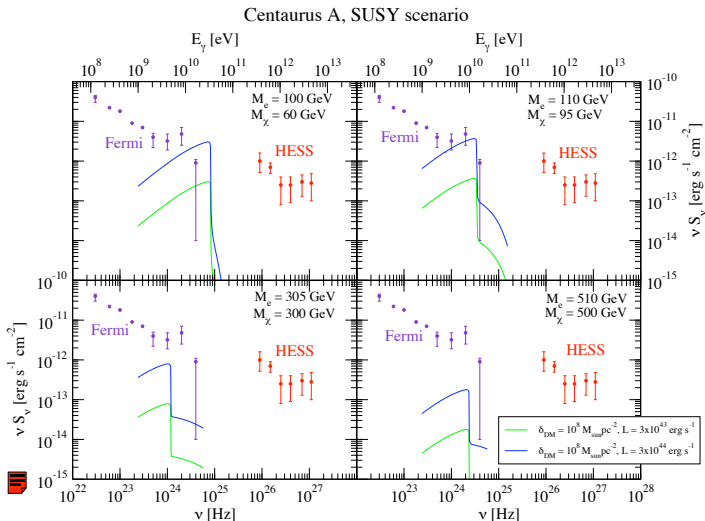 Centaurus A, SUSY scenario
E_γ [eV] E_γ [eV]
10^8 10^9 10^10 10^11 10^12 10^13 10^8 10^9 10^10 10^11 10^12 10^13
M_e = 100 GeV
M_χ = 60 GeV
Fermi
HESS
M_e = 110 GeV
M_χ = 95 GeV
Fermi
HESS
10^-10
10^-11
10^-12
10^-13
10^-14
10^-15
ν S_ν [erg s^-1 cm^-2]
10^-10
10^-11
10^-12
10^-13
10^-14
10^-15
ν S_ν [erg s^-1 cm^-2]
M_e = 305 GeV
M_χ = 300 GeV
Fermi
HESS
M_e = 510 GeV
M_χ = 500 GeV
Fermi
HESS
δ_DM = 10^8 M_sun pc^-2, L = 3x10^43 erg s^-1
δ_DM = 10^8 M_sun pc^-2, L = 3x10^44 erg s^-1
10^22 10^23 10^24 10^25 10^26 10^27 10^23 10^24 10^25 10^26 10^27 10^28
ν [Hz] ν [Hz]